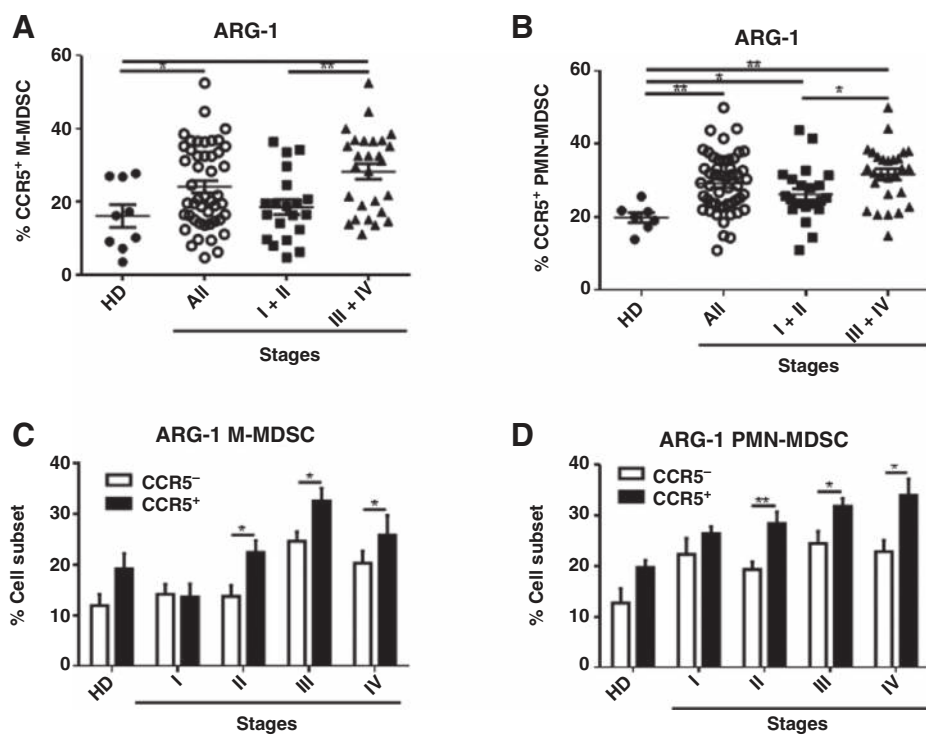 A
ARG-1
% CCR5+ M-MDSC
60
40
20
0
*
**
HD
All
I + II
III + IV
Stages
B
ARG-1
% CCR5+ PMN-MDSC
60
40
20
0
**
*
**
*
HD
All
I + II
III + IV
Stages
C
ARG-1 M-MDSC
CCR5–
CCR5+
% Cell subset
40
30
20
10
0
*
*
*
HD
I
II
III
IV
Stages
D
ARG-1 PMN-MDSC
CCR5–
CCR5+
% Cell subset
40
30
20
10
0
**
*
*
HD
I
II
III
IV
Stages